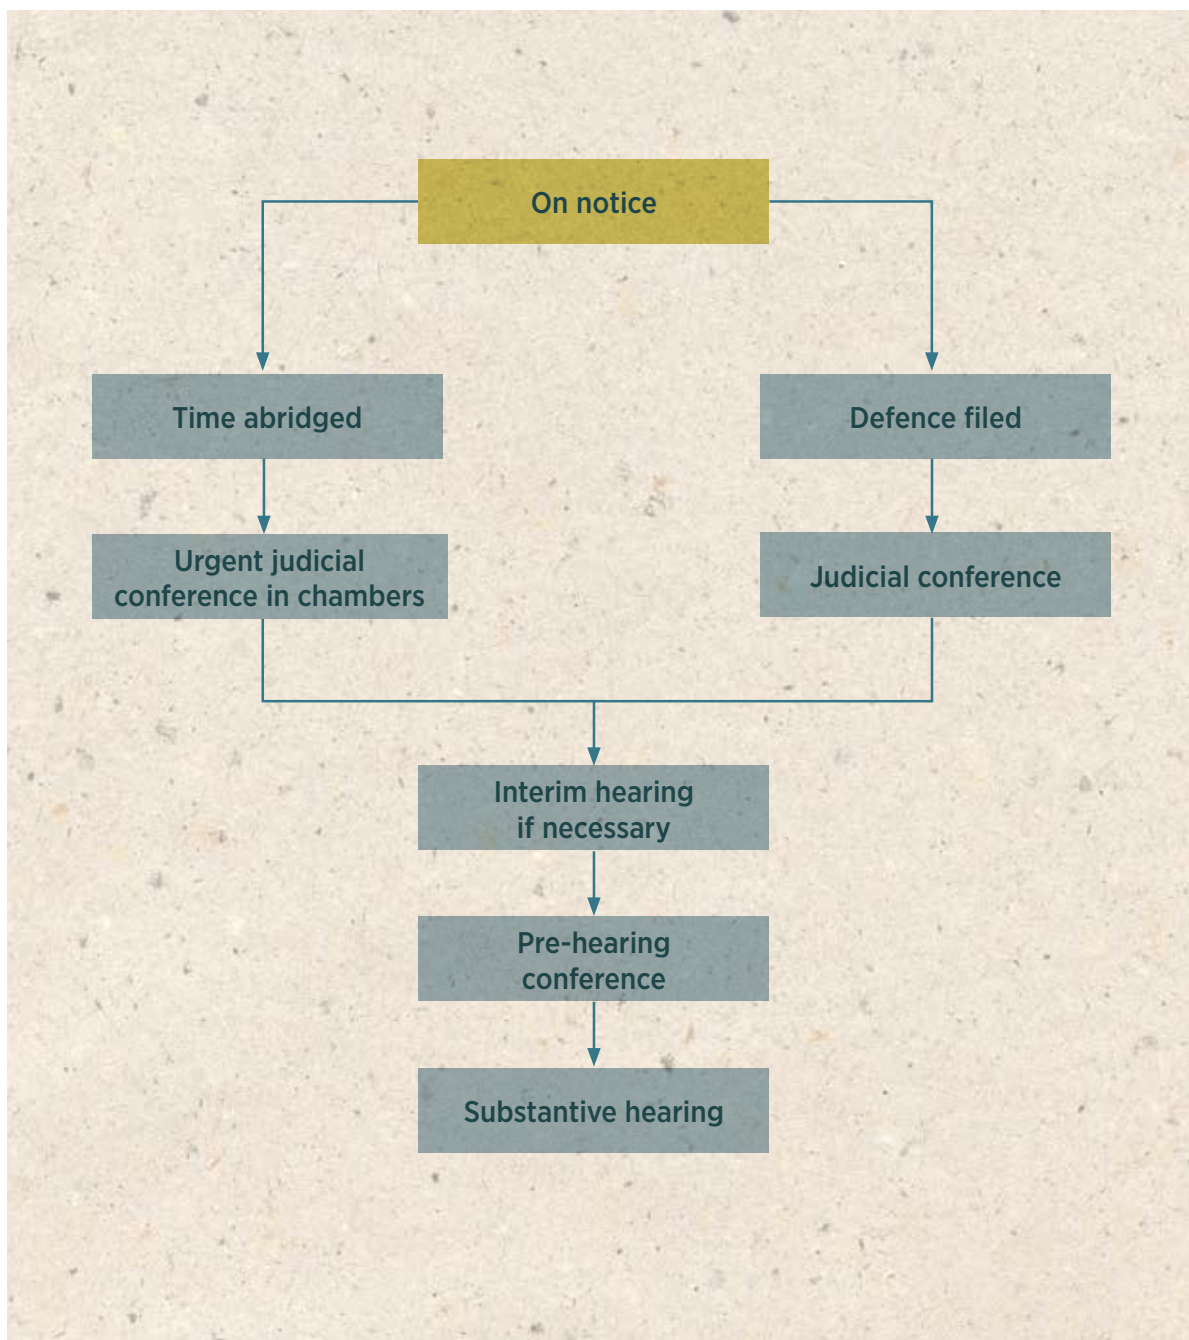 On notice
Time abridged
Defence filed
Urgent judicial
conference in chambers
Judicial conference
Interim hearing
if necessary
Pre-hearing
conference
Substantive hearing